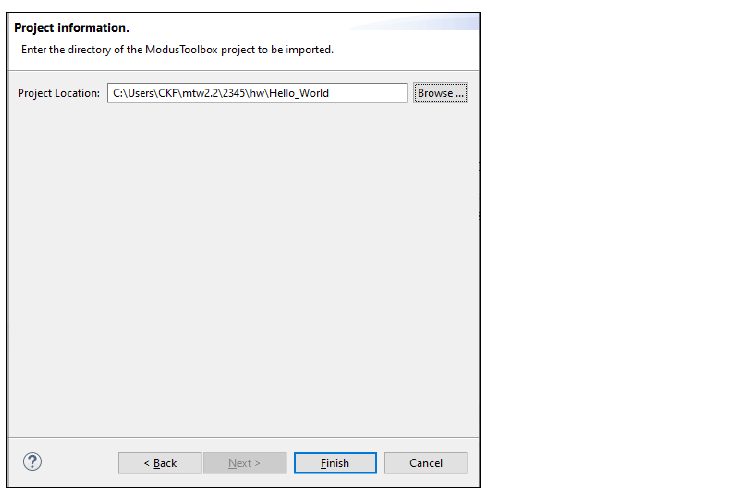 Project information.
Enter the directory of the ModusToolbox project to be imported.
Project Location: C:\Users\CKF\mtw2.2\2345\hw\Hello_World Browse ...
? < Back Next > Finish Cancel